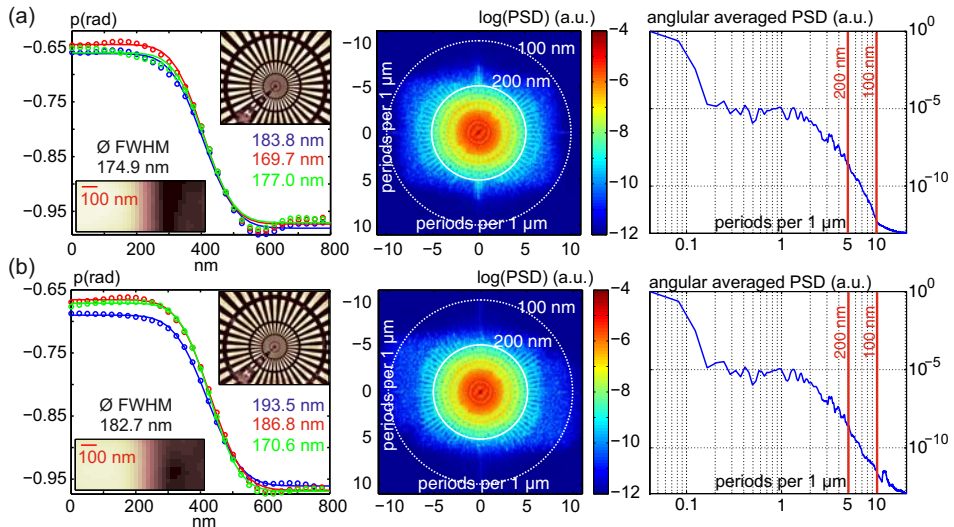 (a)
p(rad)
−0.65
−0.75
−0.85
−0.95
Ø FWHM
174.9 nm
183.8 nm
169.7 nm
177.0 nm
100 nm
0 200 400 600 800
nm
log(PSD) (a.u.)
−10
−5
0
5
10
periods per 1 µm
100 nm
200 nm
periods per 1 µm
−10 −5 0 5 10
−4
−6
−8
−10
−12
angular averaged PSD (a.u.)
200 nm
100 nm
10⁰
10⁻⁵
10⁻¹⁰
periods per 1 µm
0.1 1 5 10
(b)
p(rad)
−0.65
−0.75
−0.85
−0.95
Ø FWHM
182.7 nm
193.5 nm
186.8 nm
170.6 nm
100 nm
0 200 400 600 800
nm
log(PSD) (a.u.)
−10
−5
0
5
10
periods per 1 µm
100 nm
200 nm
periods per 1 µm
−10 −5 0 5 10
−4
−6
−8
−10
−12
angular averaged PSD (a.u.)
200 nm
100 nm
10⁰
10⁻⁵
10⁻¹⁰
periods per 1 µm
0.1 1 5 10